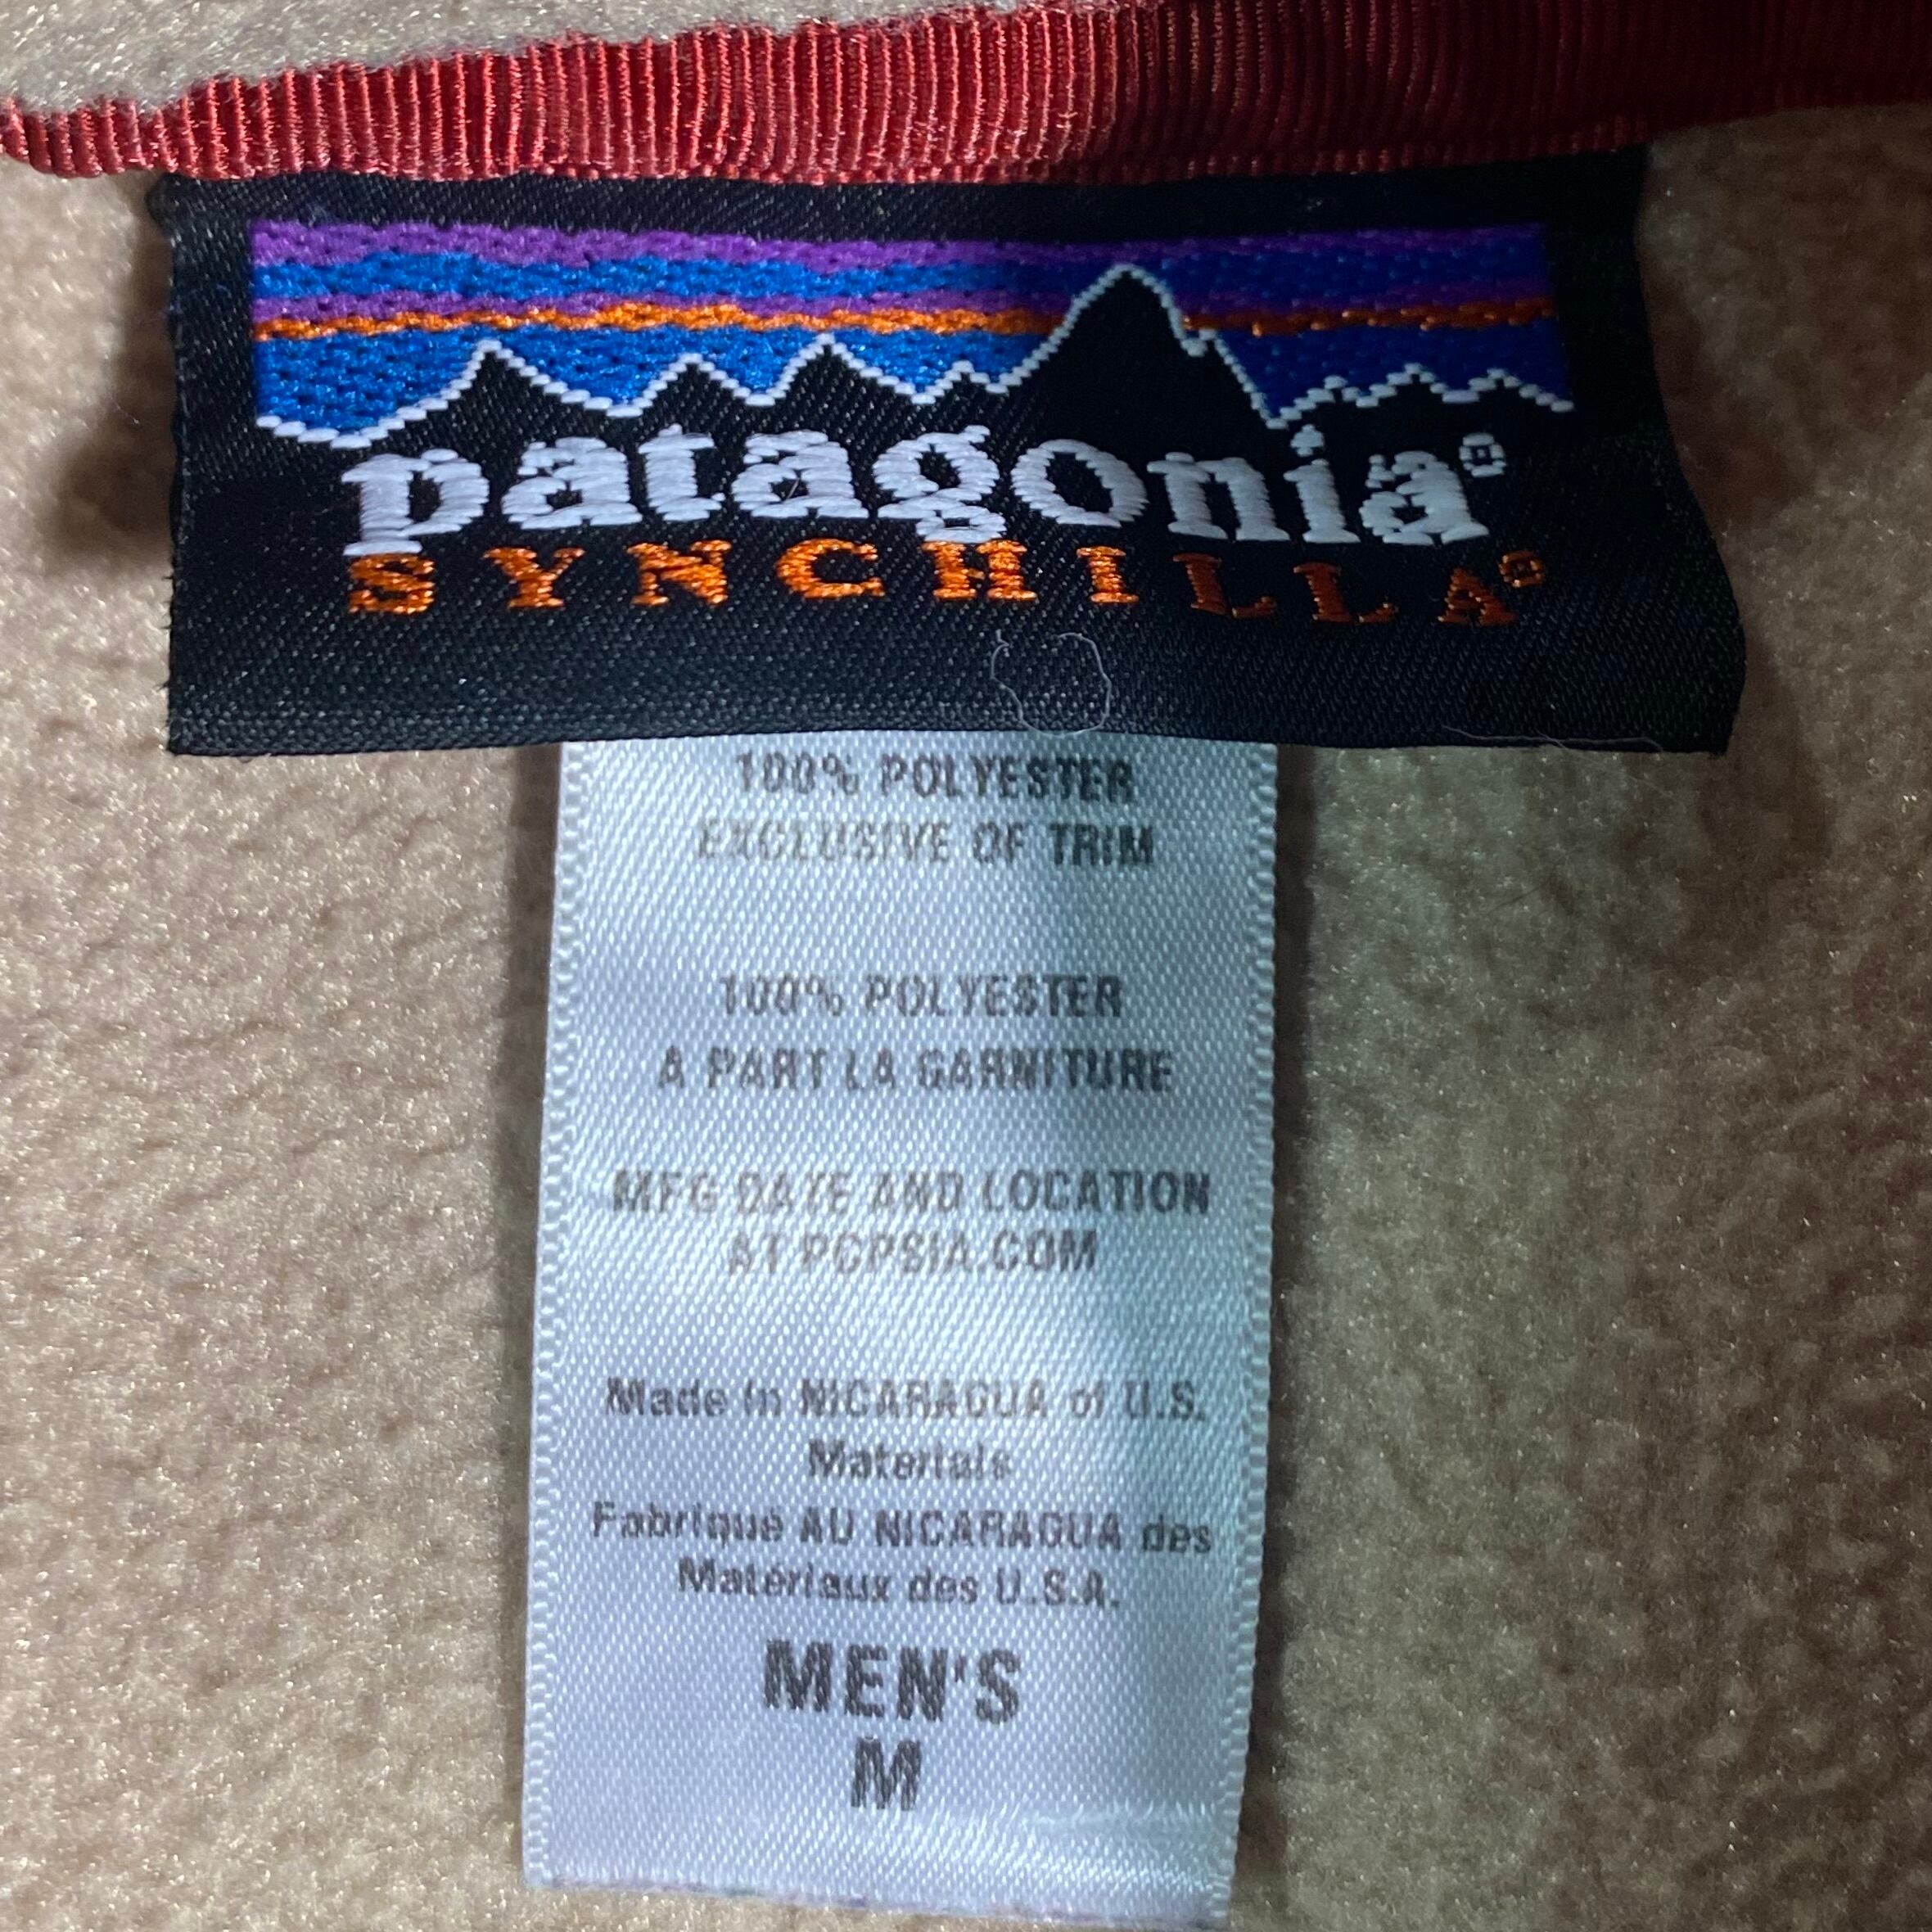 patagonia®
SYNCHILLA®
100% POLYESTER
EXCLUSIVE OF TRIM
100% POLYESTER
A PART LA GARNITURE
MFG DATE AND LOCATION
AT PCPSIA.COM
Made in NICARAGUA of U.S.
Materials
Fabriqué AU NICARAGUA des
Matériaux des U.S.A.
MEN'S
M